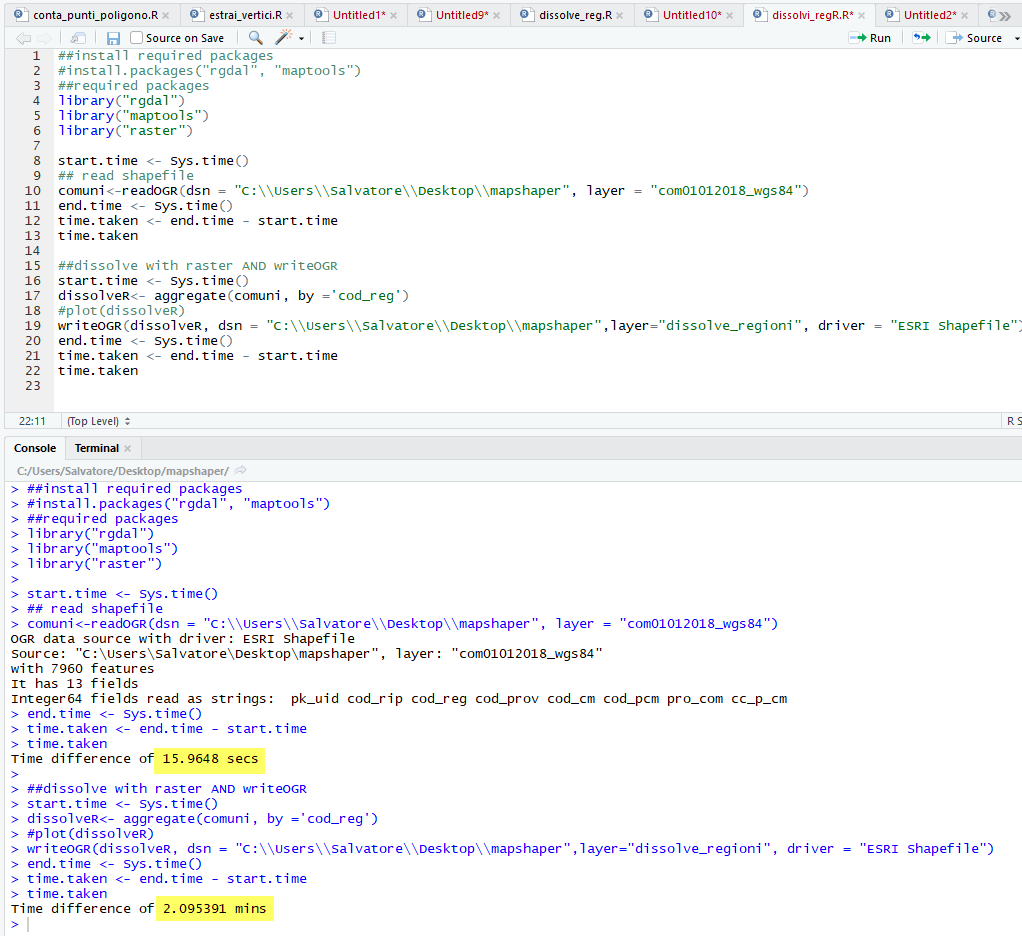 conta_punti_poligono.R × estrai_vertici.R × Untitled1* × Untitled9* × dissolve_reg.R × Untitled10* × dissolvi_regR.R* × Untitled2* ×
Source on Save Run Source
1 ##install required packages
2 #install.packages("rgdal", "maptools")
3 ##required packages
4 library("rgdal")
5 library("maptools")
6 library("raster")
7
8 start.time <- Sys.time()
9 ## read shapefile
10 comuni<-readOGR(dsn = "C:\\Users\\Salvatore\\Desktop\\mapshaper", layer = "com01012018_wgs84")
11 end.time <- Sys.time()
12 time.taken <- end.time - start.time
13 time.taken
14
15 ##dissolve with raster AND writeOGR
16 start.time <- Sys.time()
17 dissolveR<- aggregate(comuni, by ='cod_reg')
18 #plot(dissolveR)
19 writeOGR(dissolveR, dsn = "C:\\Users\\Salvatore\\Desktop\\mapshaper",layer="dissolve_regioni", driver = "ESRI Shapefile")
20 end.time <- Sys.time()
21 time.taken <- end.time - start.time
22 time.taken
23
22:11 (Top Level) R S
Console Terminal ×
C:/Users/Salvatore/Desktop/mapshaper/
> ##install required packages
> #install.packages("rgdal", "maptools")
> ##required packages
> library("rgdal")
> library("maptools")
> library("raster")
>
> start.time <- Sys.time()
> ## read shapefile
> comuni<-readOGR(dsn = "C:\\Users\\Salvatore\\Desktop\\mapshaper", layer = "com01012018_wgs84")
OGR data source with driver: ESRI Shapefile
Source: "C:\Users\Salvatore\Desktop\mapshaper", layer: "com01012018_wgs84"
with 7960 features
It has 13 fields
Integer64 fields read as strings:  pk_uid cod_rip cod_reg cod_prov cod_cm cod_pcm pro_com cc_p_cm
> end.time <- Sys.time()
> time.taken <- end.time - start.time
> time.taken
Time difference of 15.9648 secs
>
> ##dissolve with raster AND writeOGR
> start.time <- Sys.time()
> dissolveR<- aggregate(comuni, by ='cod_reg')
> #plot(dissolveR)
> writeOGR(dissolveR, dsn = "C:\\Users\\Salvatore\\Desktop\\mapshaper",layer="dissolve_regioni", driver = "ESRI Shapefile")
> end.time <- Sys.time()
> time.taken <- end.time - start.time
> time.taken
Time difference of 2.095391 mins
>